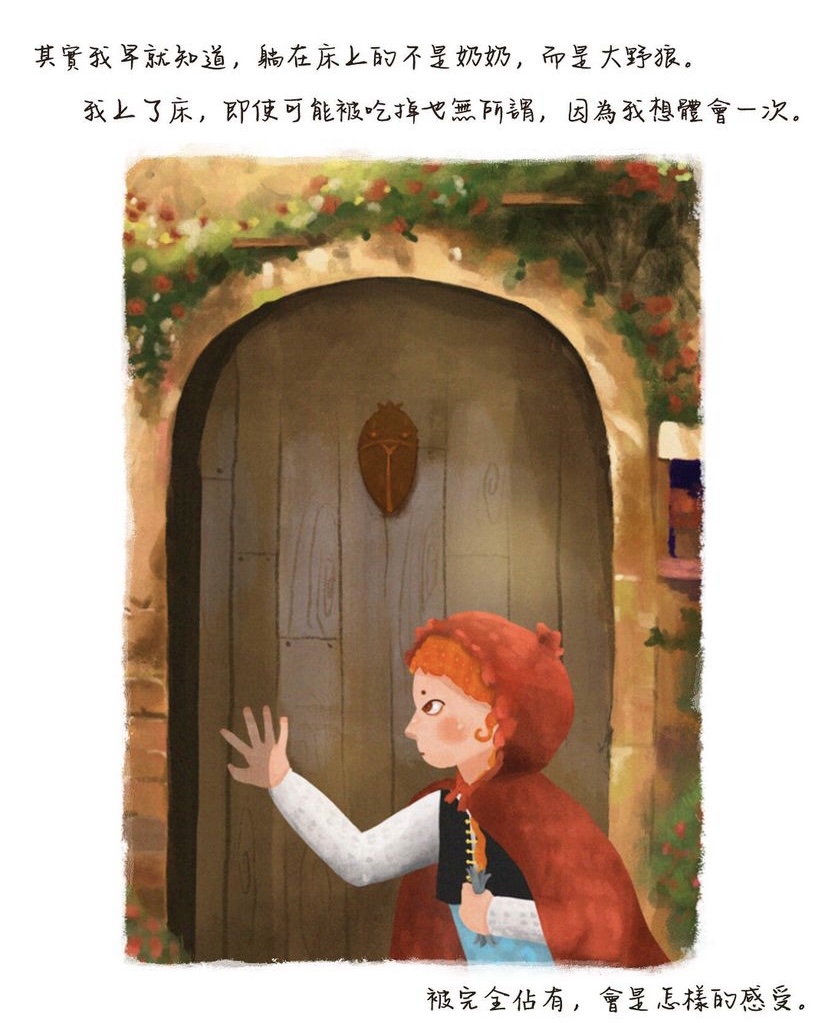 其實我早就知道，躺在床上的不是奶奶，而是大野狼。
我上了床，即使可能被吃掉也無所謂，因為我想體會一次。
被完全佔有，會是怎樣的感受。